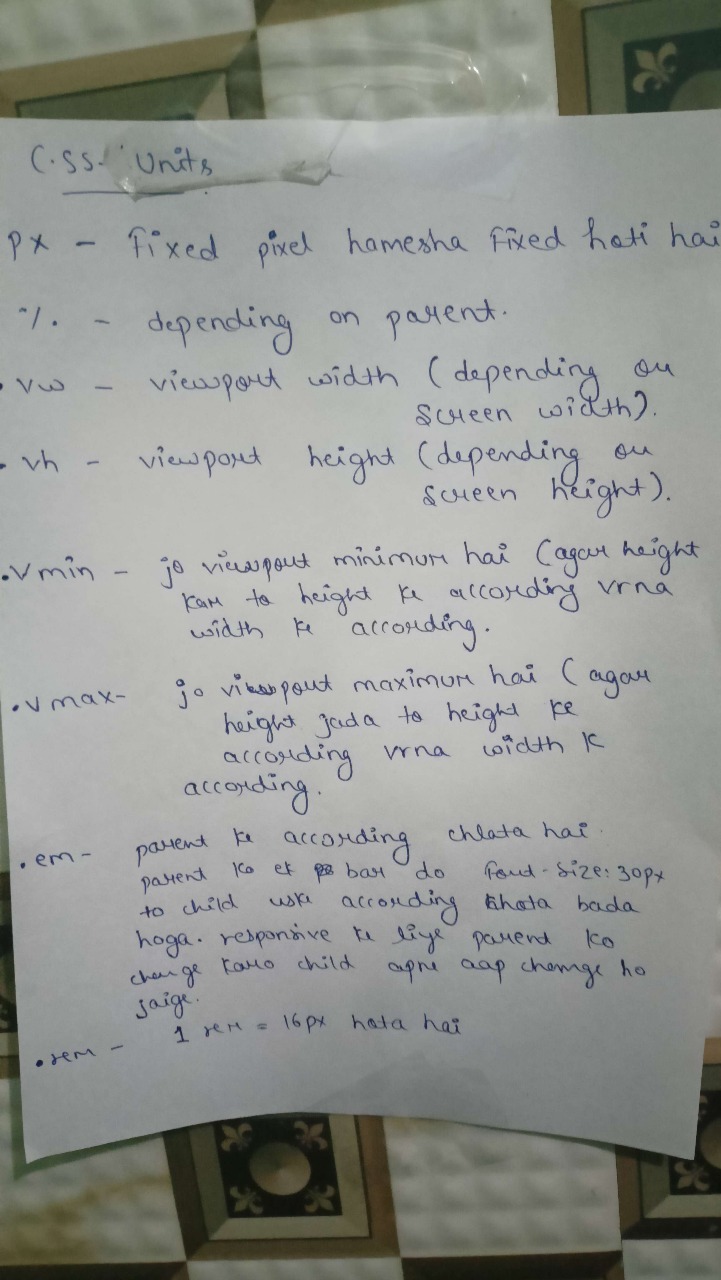 C.SS. Units
px - fixed pixel hamesha fixed hoti hai
%. - depending on parent.
. vw - viewport width (depending on
screen width).
. vh - viewport height (depending on
screen height).
. vmin - jo viewport minimum hai (agar height
kam to height ke according vrna
width ke according.
. vmax- jo viewport maximum hai (agar
height jada to height ke
according vrna width k
according.
. em- parent ke according chlata hai.
parent ko ek bar do font-size: 30px
to child uske according chota bada
hoga. responsive ke liye parent ko
change karo child apne aap change ho
jaige.
. rem - 1 rem = 16px hota hai